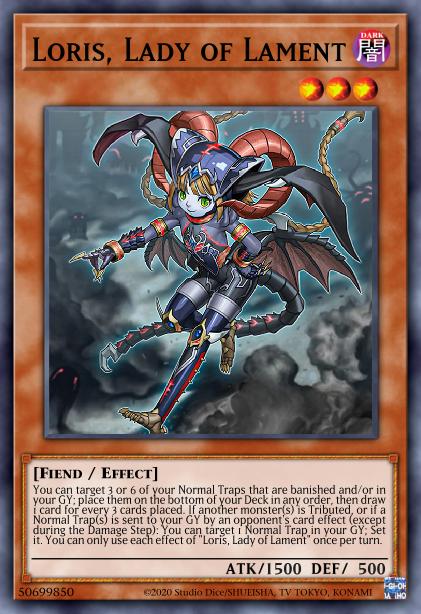 LORIS, LADY OF LAMENT
DARK
闇
[FIEND / EFFECT]
You can target 3 or 6 of your Normal Traps that are banished and/or in
your GY; place them on the bottom of your Deck in any order, then draw
1 card for every 3 cards placed. If another monster(s) is Tributed, or if a
Normal Trap(s) is sent to your GY by an opponent's card effect (except
during the Damage Step): You can target 1 Normal Trap in your GY; Set
it. You can only use each effect of "Loris, Lady of Lament" once per turn.
ATK/1500 DEF/ 500
50699850
©2020 Studio Dice/SHUEISHA, TV TOKYO, KONAMI